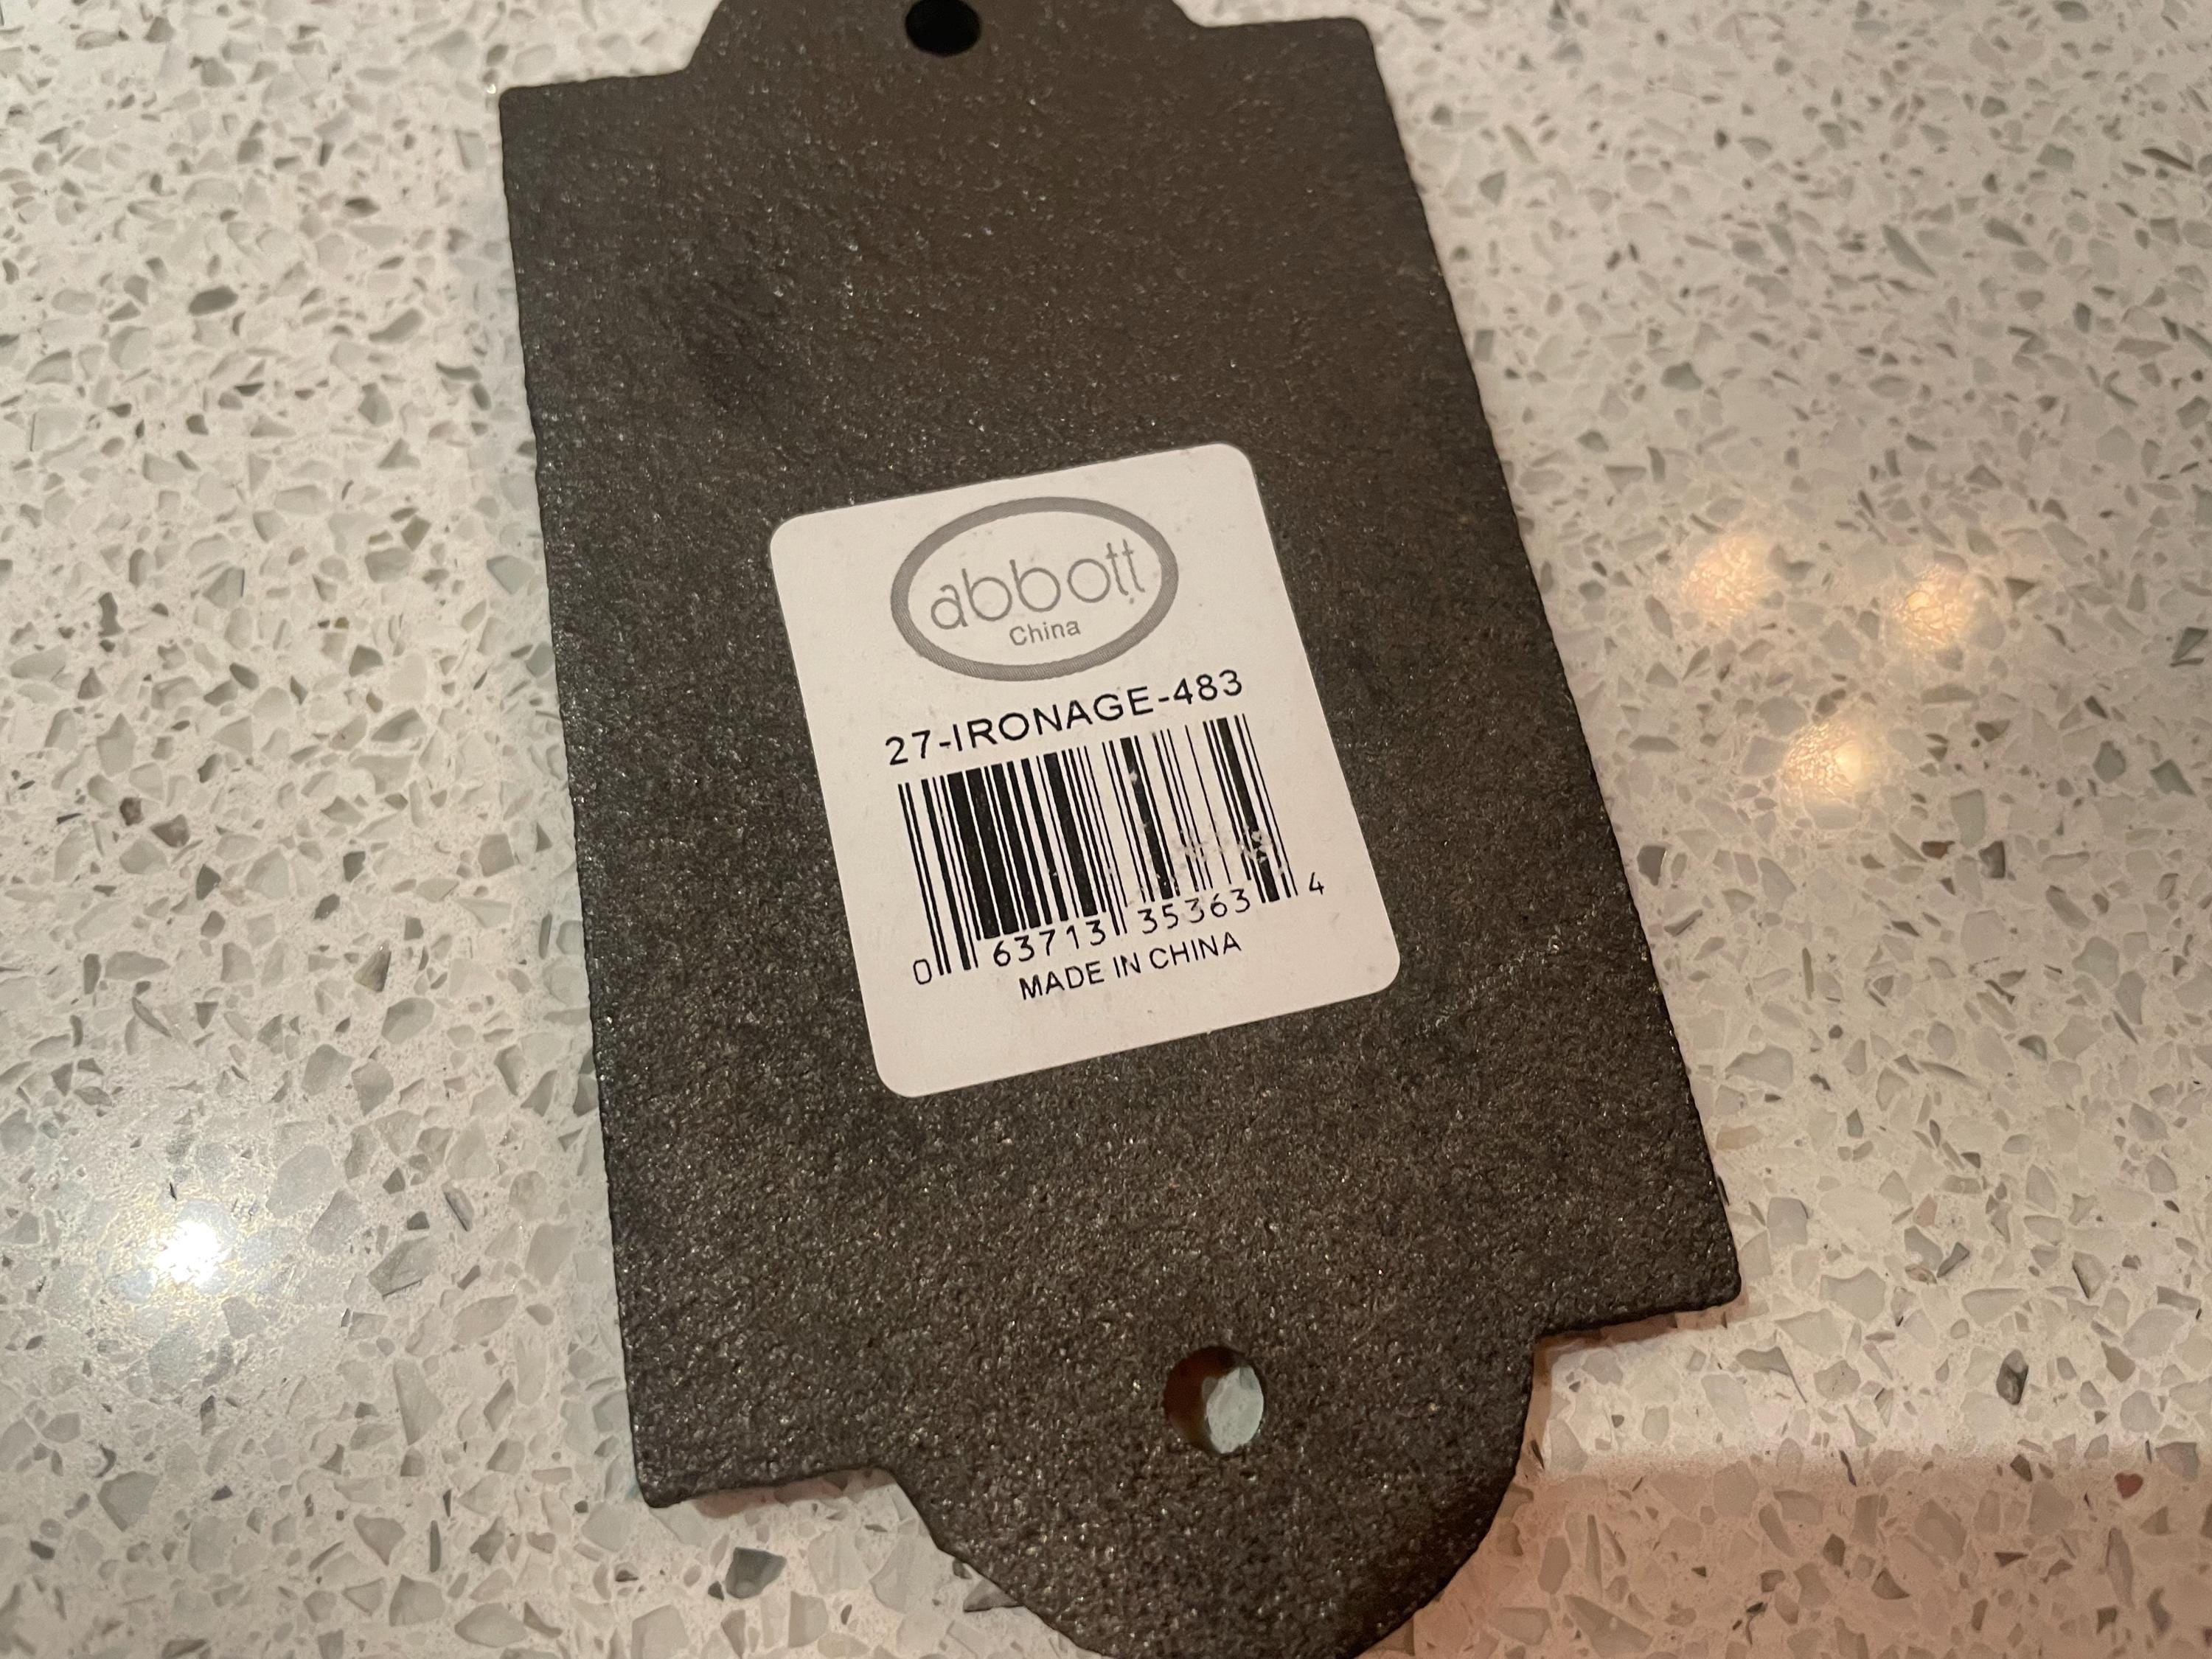 abbott
China
27-IRONAGE-483
0 63713 35363 4
MADE IN CHINA